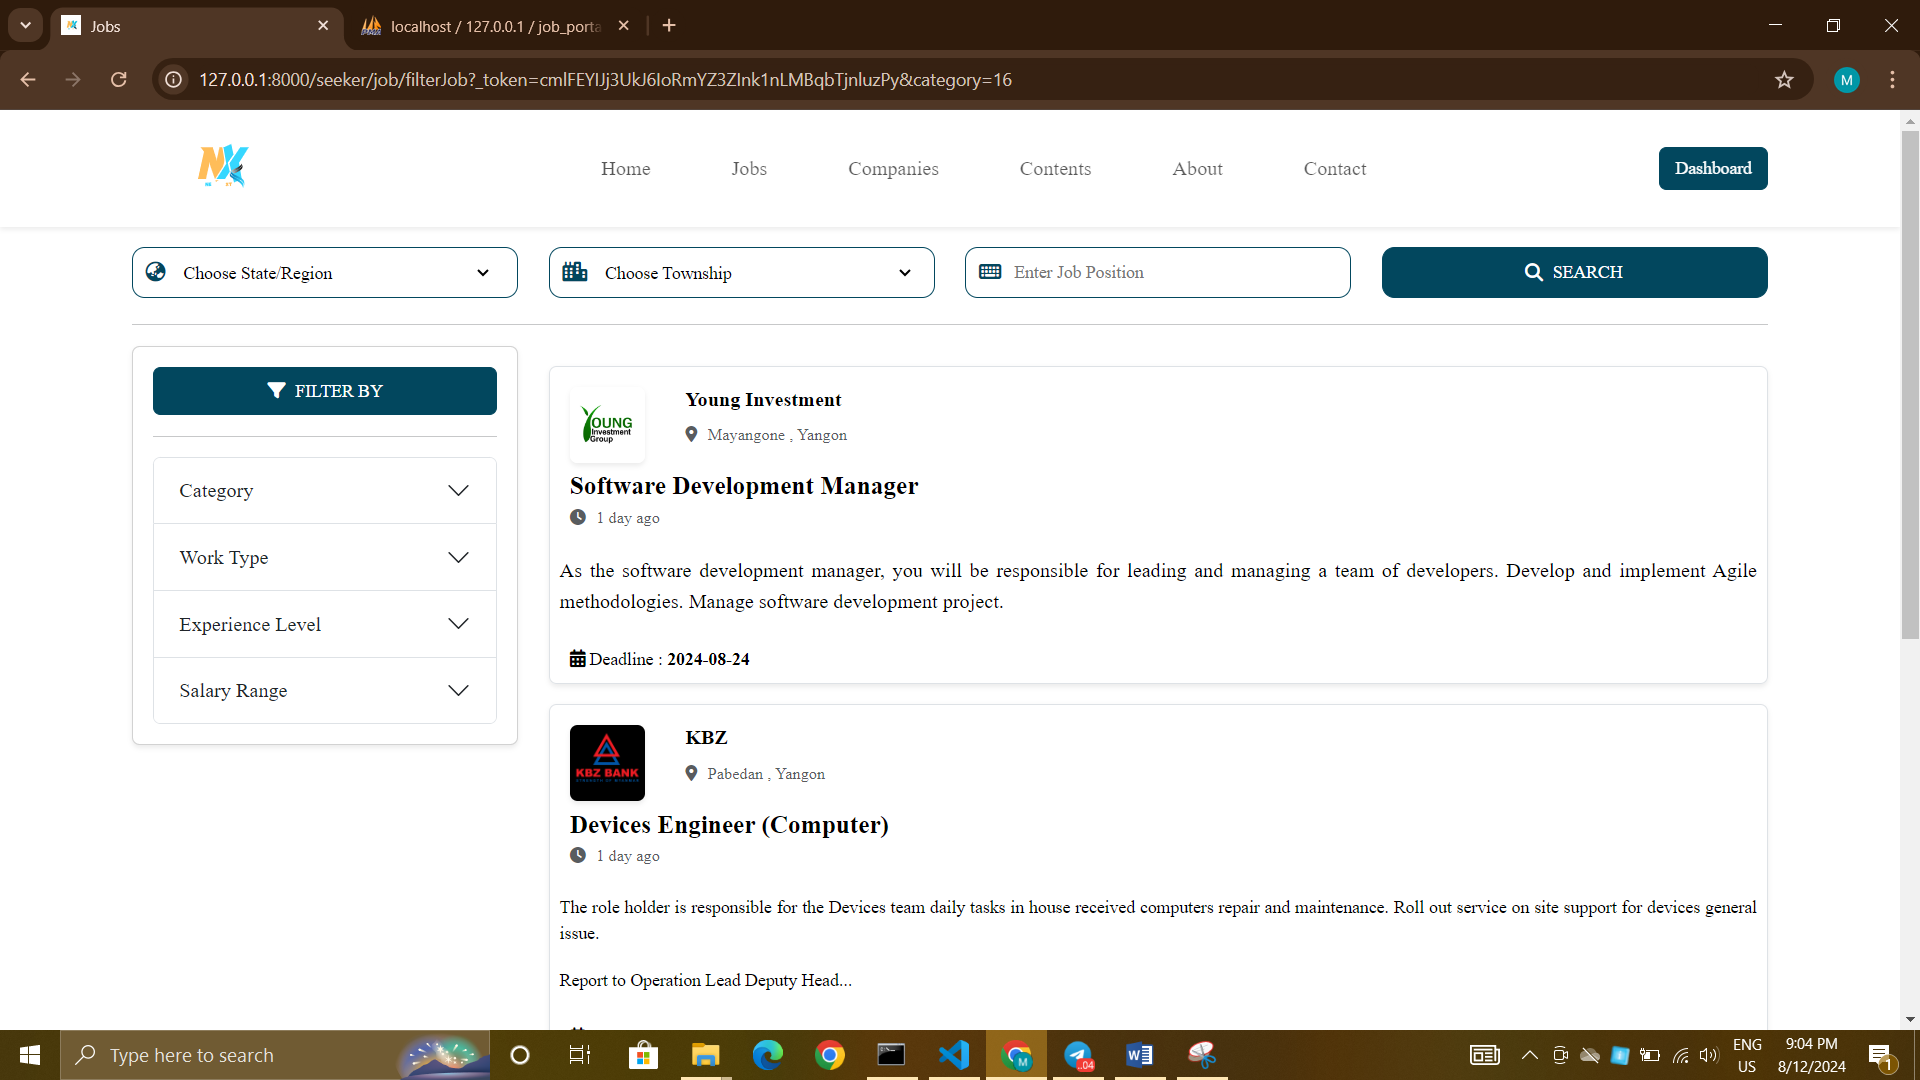 Jobs
localhost / 127.0.0.1 / job_porta
127.0.0.1:8000/seeker/job/filterJob?_token=cmlFEYIJj3UkJ6IoRmYZ3ZInk1nLMBqbTjnluzPy&category=16
M
NX
Home
Jobs
Companies
Contents
About
Contact
Dashboard
Choose State/Region
Choose Township
Enter Job Position
SEARCH
FILTER BY
Category
Work Type
Experience Level
Salary Range
YOUNG
Investment
Group
Young Investment
Mayangone , Yangon
Software Development Manager
1 day ago
As the software development manager, you will be responsible for leading and managing a team of developers. Develop and implement Agile
methodologies. Manage software development project.
Deadline : 2024-08-24
KBZ BANK
KBZ
Pabedan , Yangon
Devices Engineer (Computer)
1 day ago
The role holder is responsible for the Devices team daily tasks in house received computers repair and maintenance. Roll out service on site support for devices general
issue.
Report to Operation Lead Deputy Head...
Type here to search
M
..04
ENG
US
9:04 PM
8/12/2024
1